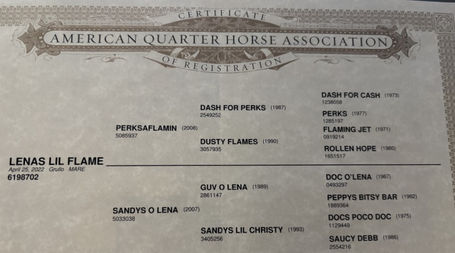 CERTIFICATE
AMERICAN QUARTER HORSE ASSOCIATION
OF REGISTRATION
DASH FOR CASH (1973)
1238558
DASH FOR PERKS (1987)
2549252
PERKS (1977)
1285197
PERKSAFLAMIN (2008)
5085937
FLAMING JET (1971)
0919214
DUSTY FLAMES (1990)
3057935
ROLLEN HOPE (1980)
1651517
LENAS LIL FLAME
April 25, 2022 Grullo MARE
6198702
DOC O'LENA (1967)
0493297
GUV O LENA (1989)
2861147
PEPPYS BITSY BAR (1982)
1889364
SANDYS O LENA (2007)
5033038
DOCS POCO DOC (1975)
1129449
SANDYS LIL CHRISTY (1993)
3405256
SAUCY DEBB (1986)
2554216